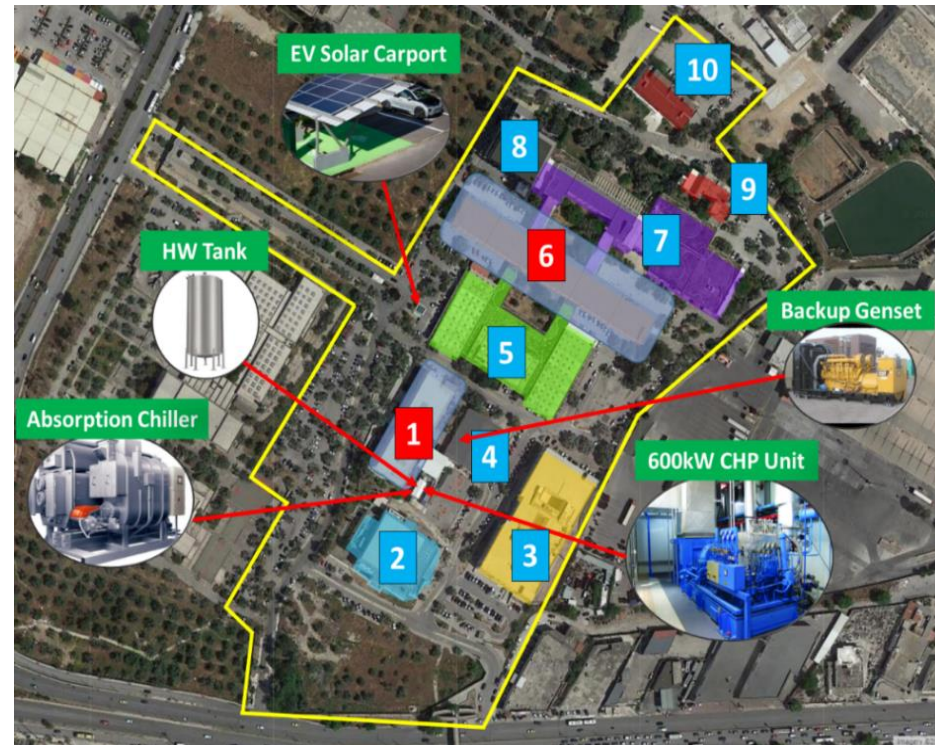 EV Solar Carport
10
8
9
HW Tank
6
7
Backup Genset
5
Absorption Chiller
1
4
600kW CHP Unit
2
3